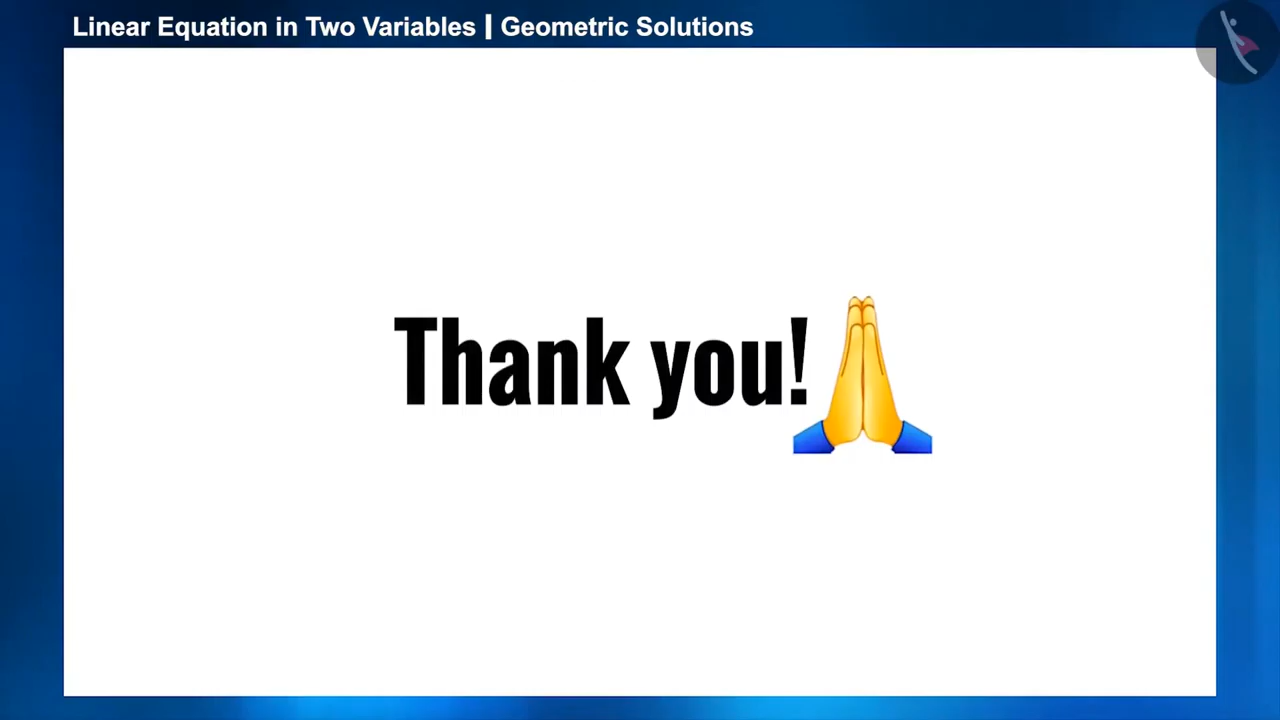 Linear Equation in Two Variables | Geometric Solutions
Thank you!🙏